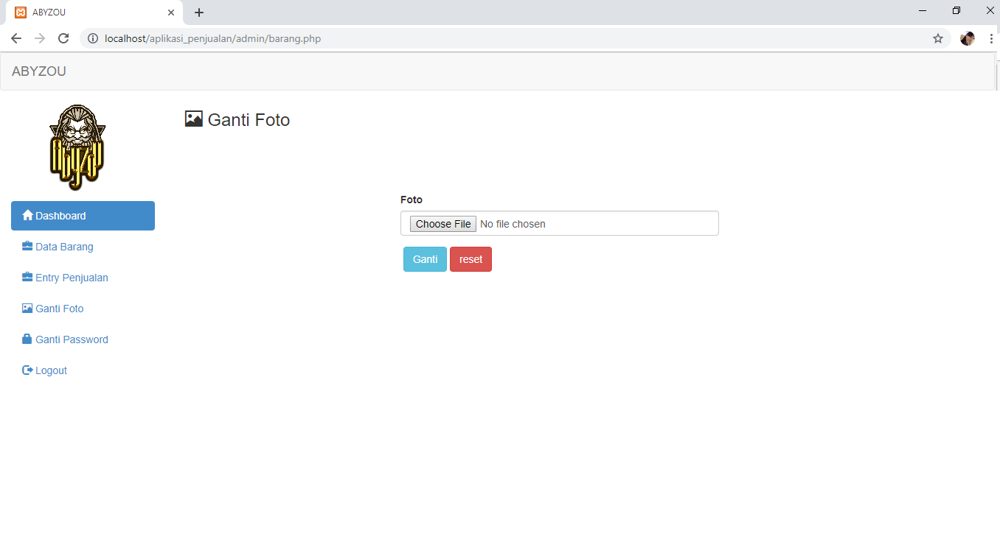 ABYZOU
localhost/aplikasi_penjualan/admin/barang.php
ABYZOU
Ganti Foto
Foto
Choose File No file chosen
Ganti reset
Dashboard
Data Barang
Entry Penjualan
Ganti Foto
Ganti Password
Logout